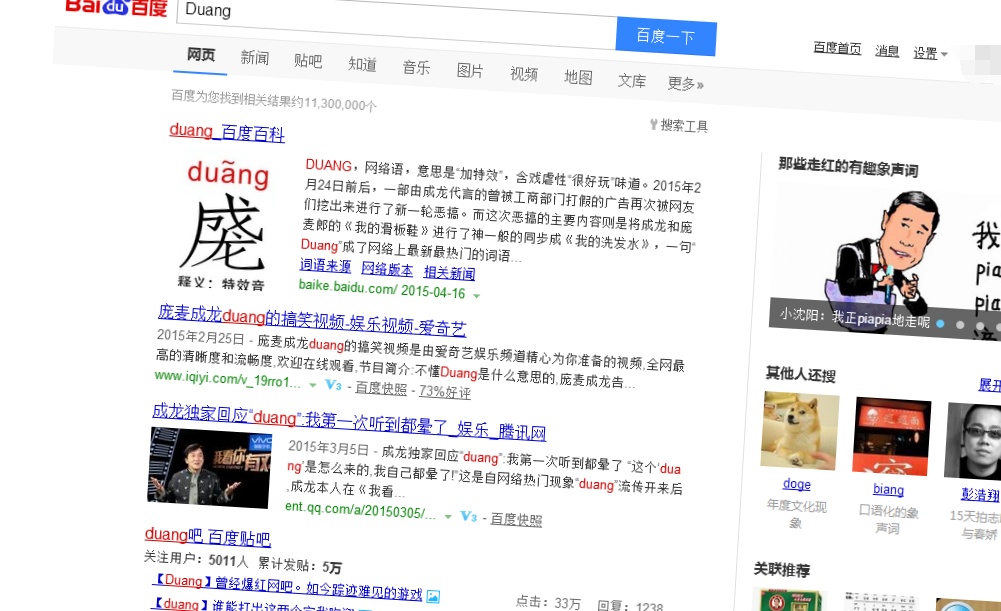 Bai du 百度
Duang
百度一下
百度首页 消息 设置
网页 新闻 贴吧 知道 音乐 图片 视频 地图 文库 更多»
百度为您找到相关结果约11,300,000个
搜索工具
duang_百度百科
duāng
释义：特效音
DUANG，网络语，意思是“加特效”，含戏虐性“很好玩”味道。2015年2
月24日前后，一部由成龙代言的曾被工商部门打假的广告再次被网友
们挖出来进行了新一轮恶搞。而这次恶搞的主要内容则是将成龙和庞
麦郎的《我的滑板鞋》进行了神一般的同步成《我的洗发水》，一句“
Duang”成了网络上最新最热门的词语...
词语来源 网络版本 相关新闻
baike.baidu.com/ 2015-04-16
庞麦成龙duang的搞笑视频-娱乐视频-爱奇艺
2015年2月25日 - 庞麦成龙duang的搞笑视频是由爱奇艺娱乐频道精心为你准备的视频,全网最
高的清晰度和流畅度,欢迎在线观看,节目简介:不懂Duang是什么意思的,庞麦成龙告...
www.iqiyi.com/v_19rro1... V3 - 百度快照 - 73%好评
成龙独家回应“duang”:我第一次听到都晕了_娱乐_腾讯网
vivo
我看你有戏
2015年3月5日 - 成龙独家回应“duang”:我第一次听到都晕了 “这个‘dua
ng’是怎么来的,我自己都晕了!”这是自网络热门现象“duang”流传开来后
,成龙本人在《我看...
ent.qq.com/a/20150305/... V3 - 百度快照
duang吧_百度贴吧
关注用户：5011人 累计发贴：5万
【Duang】曾经爆红网吧。如今踪迹难见的游戏
点击：33万 回复：1238
那些走红的有趣象声词
我
pia
pia
小沈阳：我正piapia地走呢
其他人还搜
展开
doge
年度文化现
象
biang
口语化的象
声词
彭浩翔
15天拍志
与春娇
关联推荐